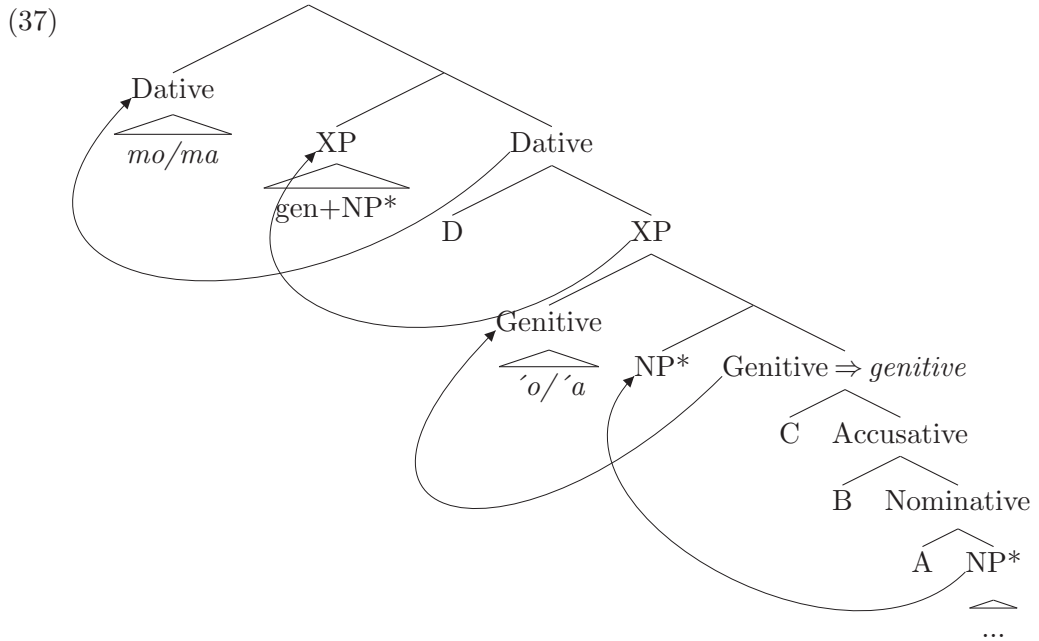 (37)
Dative
mo/ma
XP
gen+NP*
Dative
D
XP
Genitive
´o/´a
NP*
Genitive ⇒ genitive
C
Accusative
B
Nominative
A
NP*
...